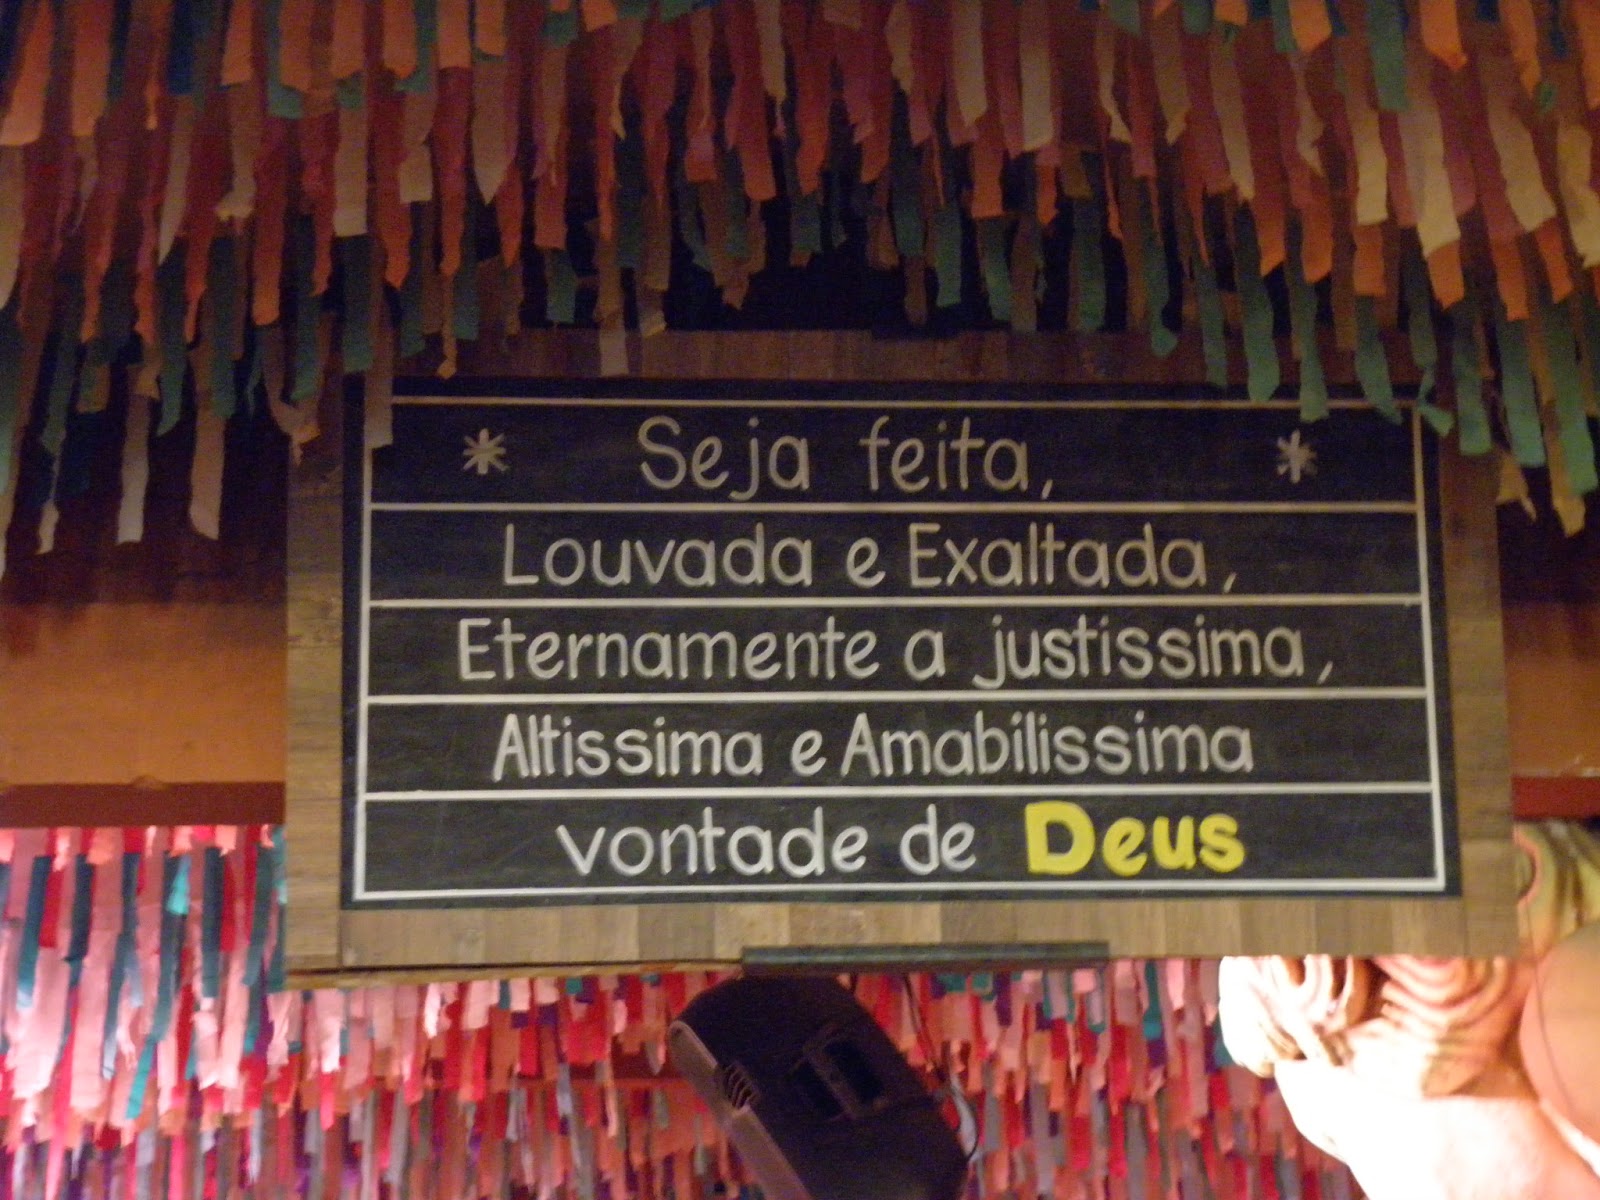 * Seja feita, *
Louvada e Exaltada,
Eternamente a justissima,
Altissima e Amabilissima
vontade de Deus